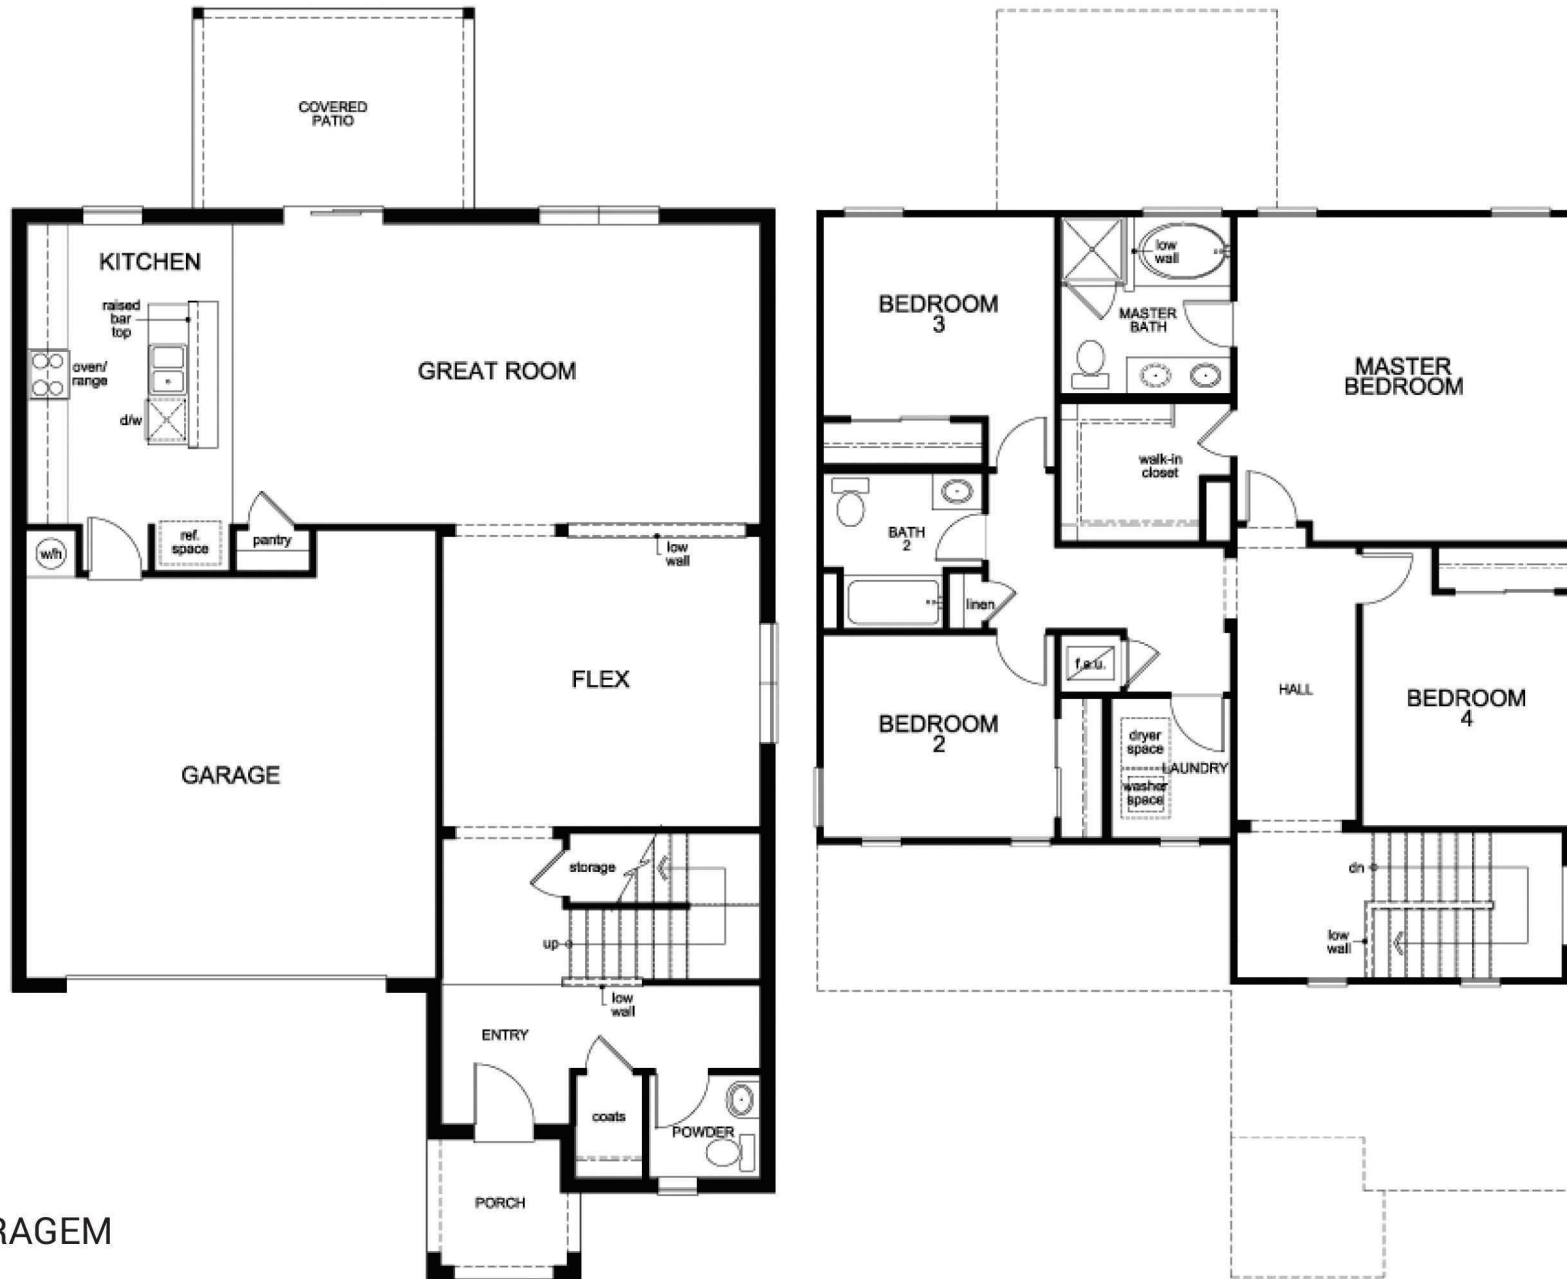 COVERED
PATIO
KITCHEN
raised
bar
top
oven/
range
d/w
GREAT ROOM
w/h
ref.
space
pantry
low
wall
FLEX
GARAGE
storage
up
low
wall
ENTRY
coats
POWDER
PORCH
RAGEM
BEDROOM
3
low
wall
MASTER
BATH
MASTER
BEDROOM
walk-in
closet
BATH
2
linen
f.a.u.
HALL
BEDROOM
2
dryer
space
LAUNDRY
washer
space
BEDROOM
4
dn
low
wall